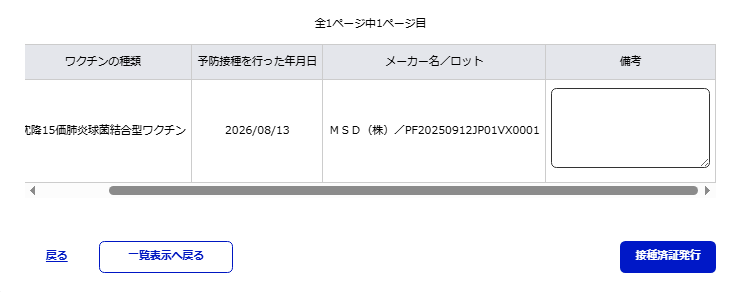 全1ページ中1ページ目
ワクチンの種類 予防接種を行った年月日 メーカー名／ロット 備考
降15価肺炎球菌結合型ワクチン 2026/08/13 ＭＳＤ（株）／PF20250912JP01VX0001
戻る 一覧表示へ戻る 接種済証発行